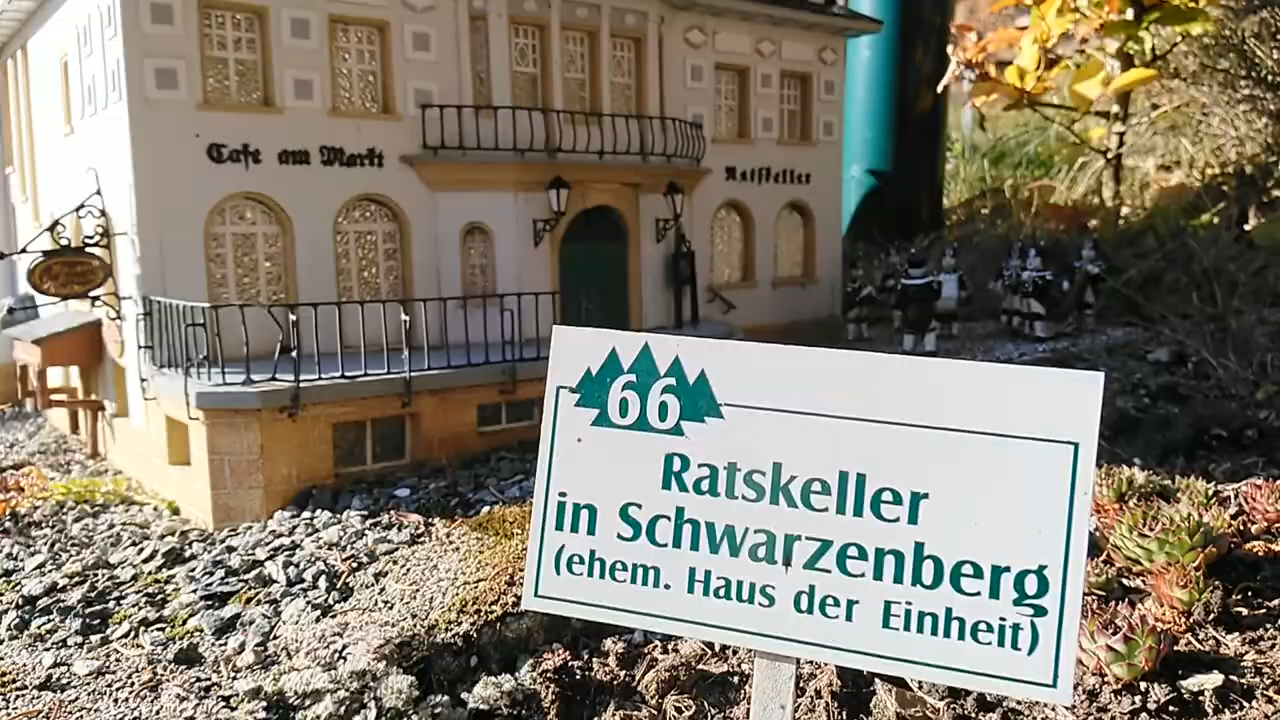 Cafe am Markt
Ratskeller
66
Ratskeller
in Schwarzenberg
(ehem. Haus der Einheit)